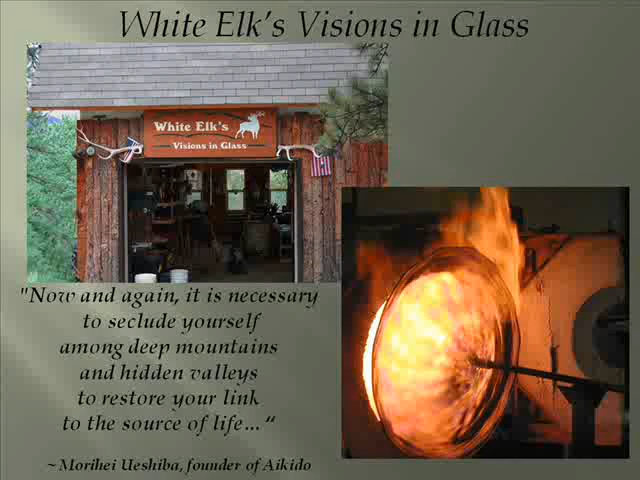 White Elk's Visions in Glass
White Elk's
Visions in Glass
"Now and again, it is necessary
to seclude yourself
among deep mountains
and hidden valleys
to restore your link
to the source of life... "
~Morihei Ueshiba, founder of Aikido